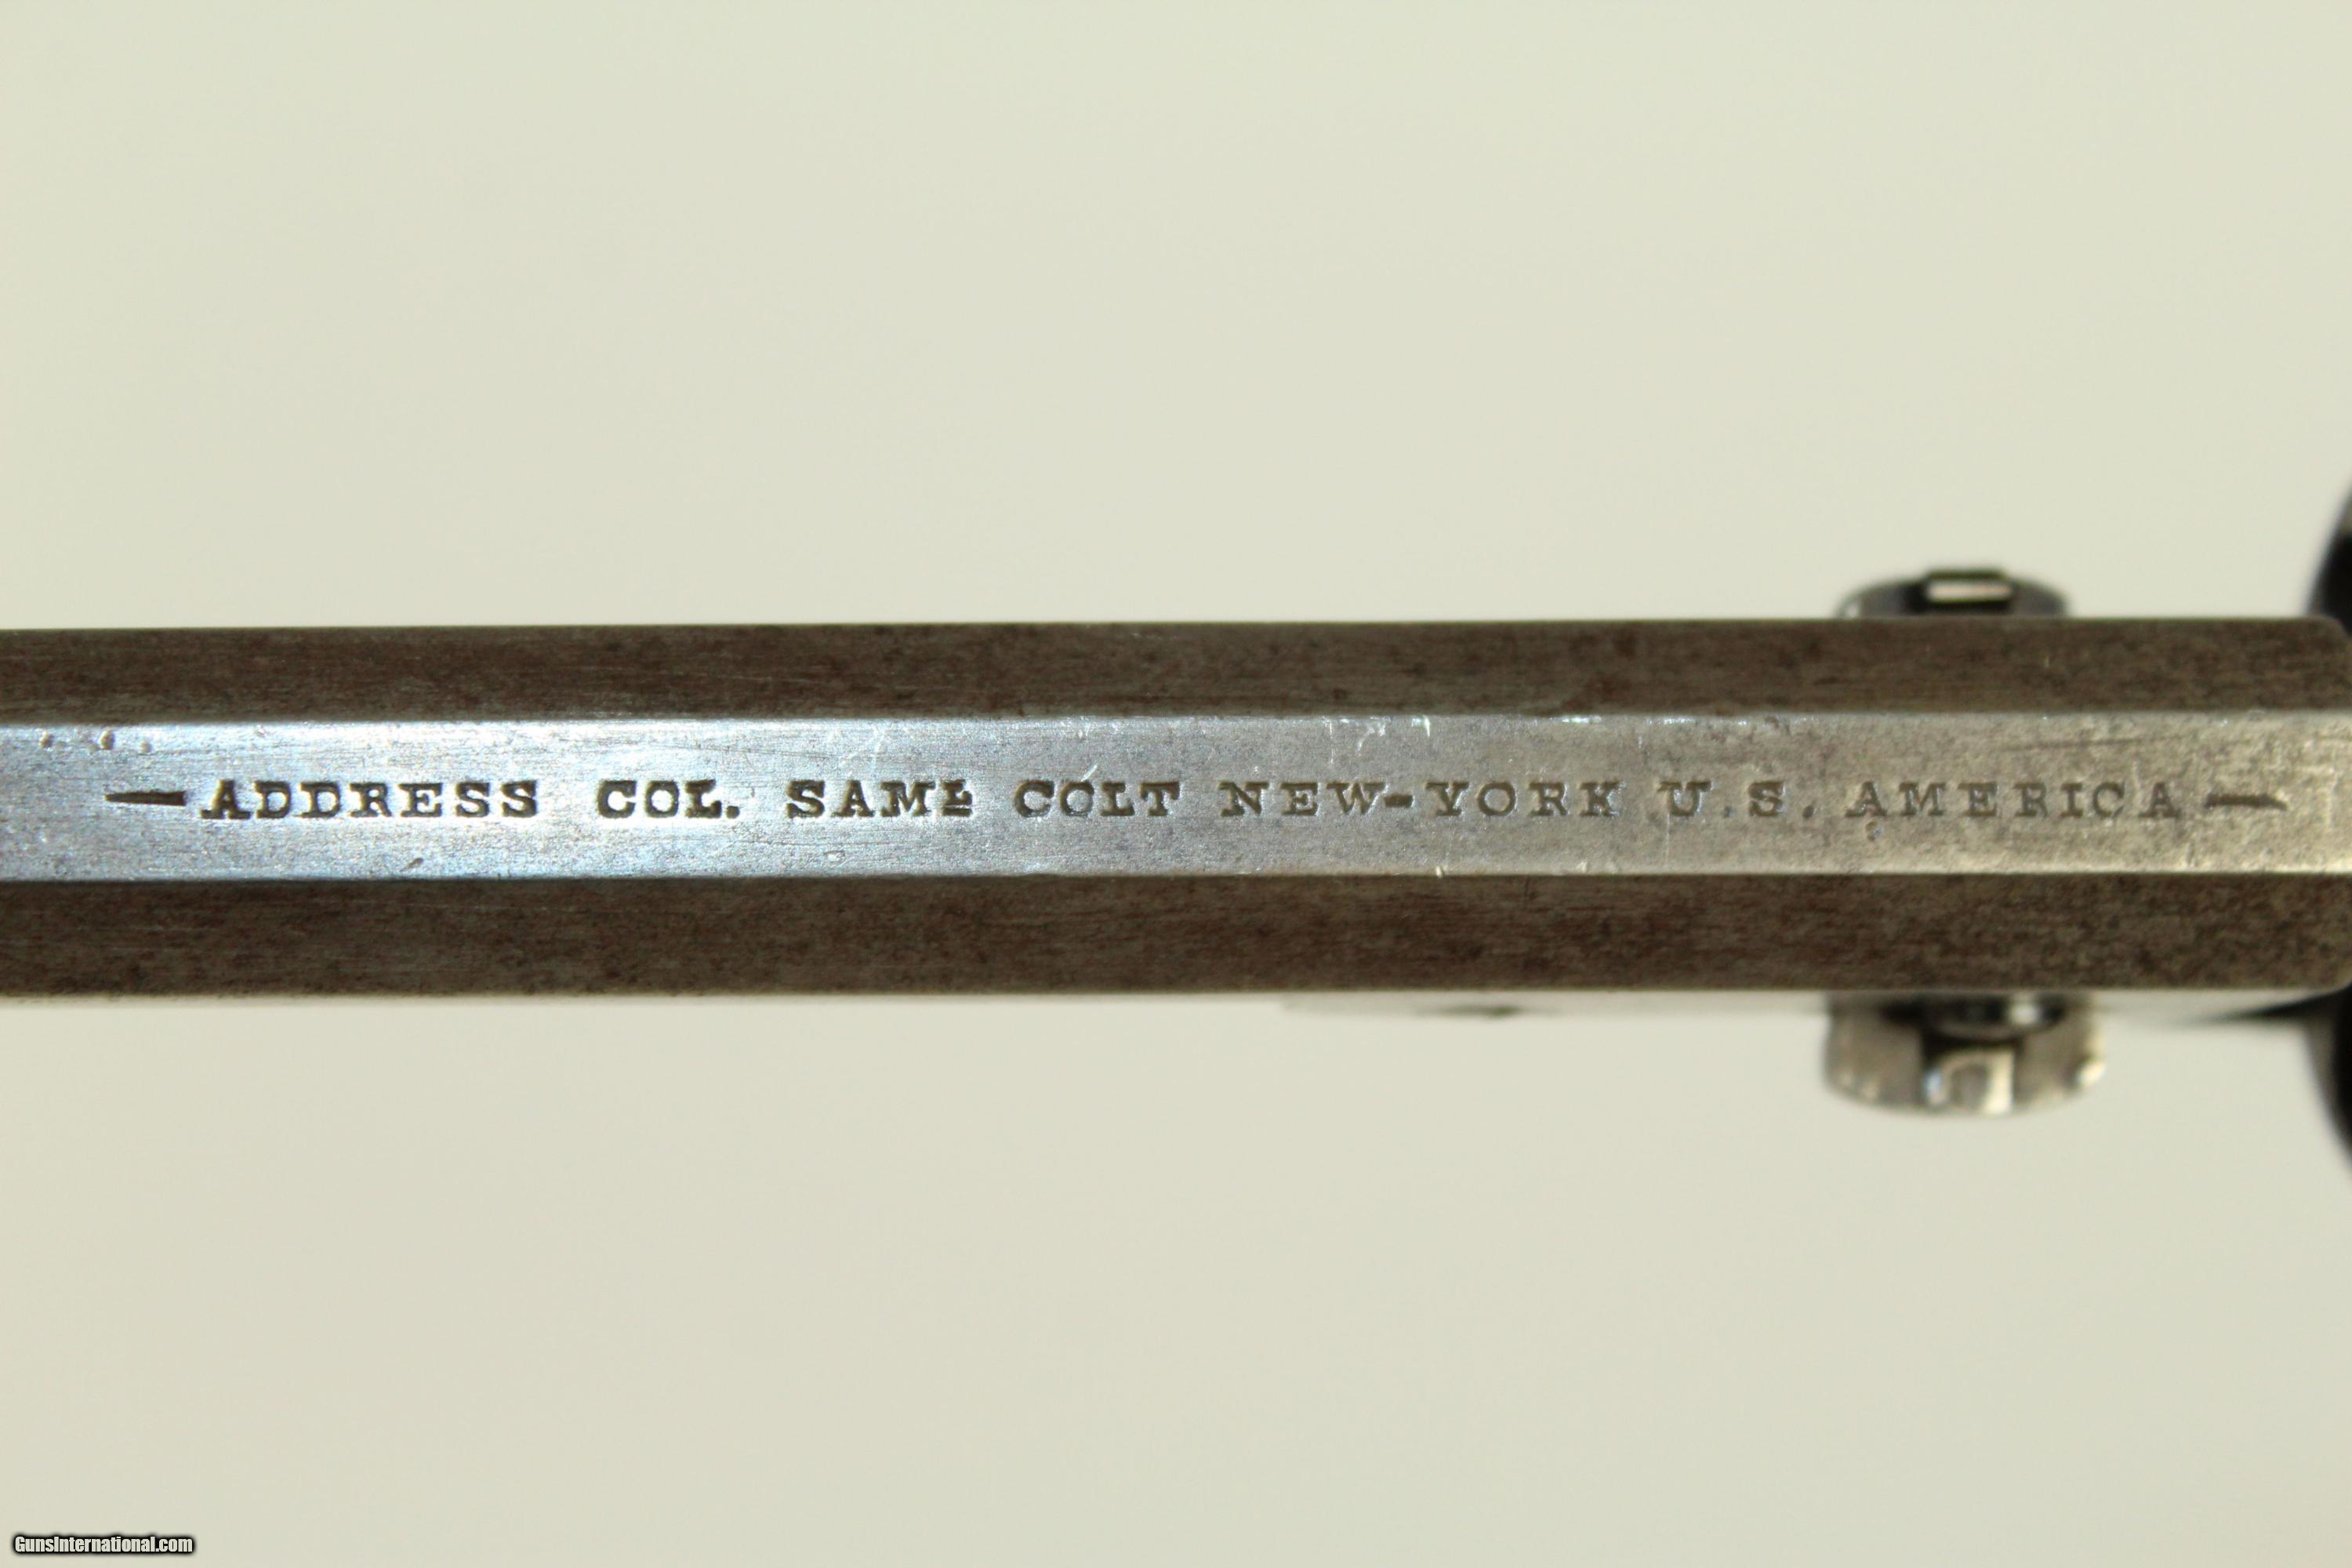 —ADDRESS COL. SAML COLT NEW-YORK U.S. AMERICA—
GunsInternational.com